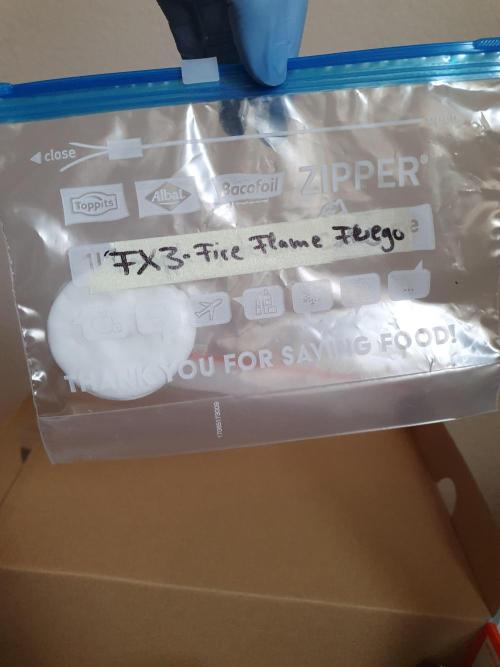 close
Toppits
Albal
Bacofoil
ZIPPER®
FX3-Fire Flame Fuego
THANK YOU FOR SAVING FOOD!